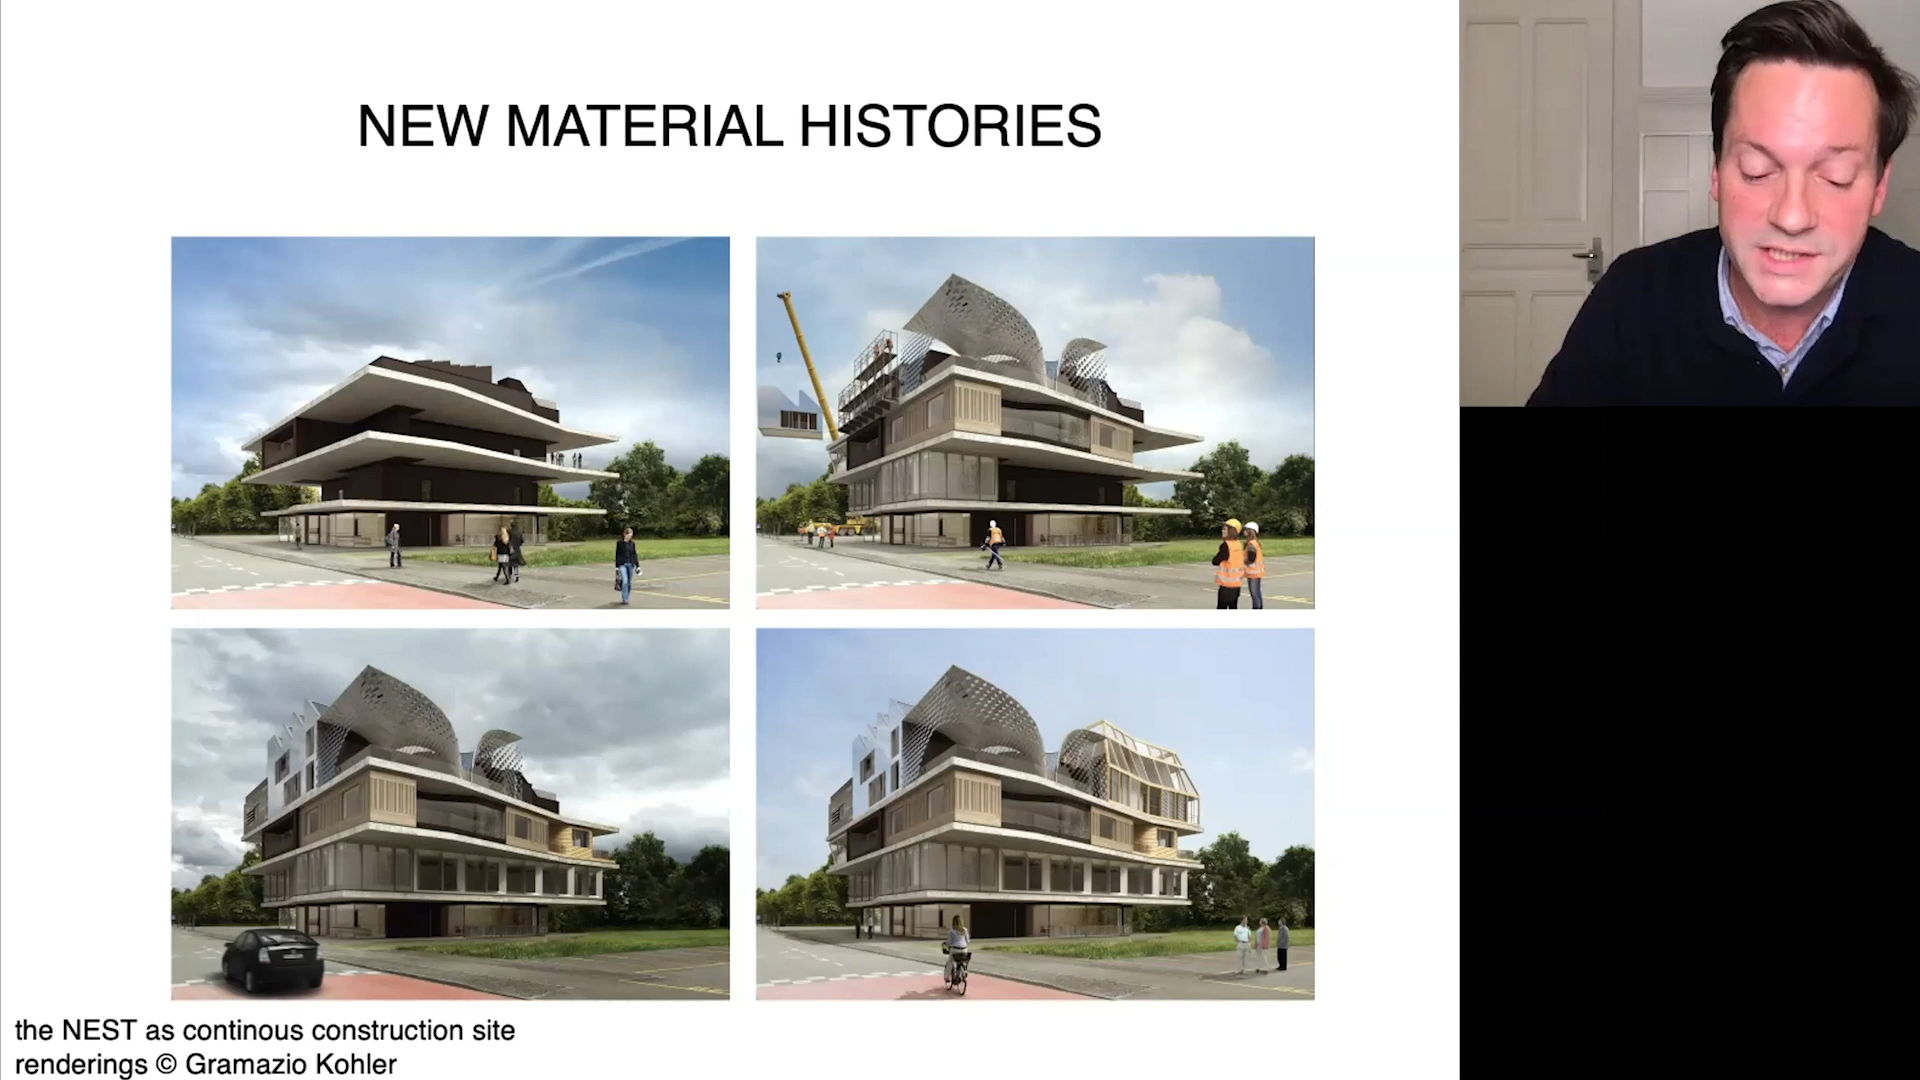 NEW MATERIAL HISTORIES
the NEST as continous construction site
renderings © Gramazio Kohler